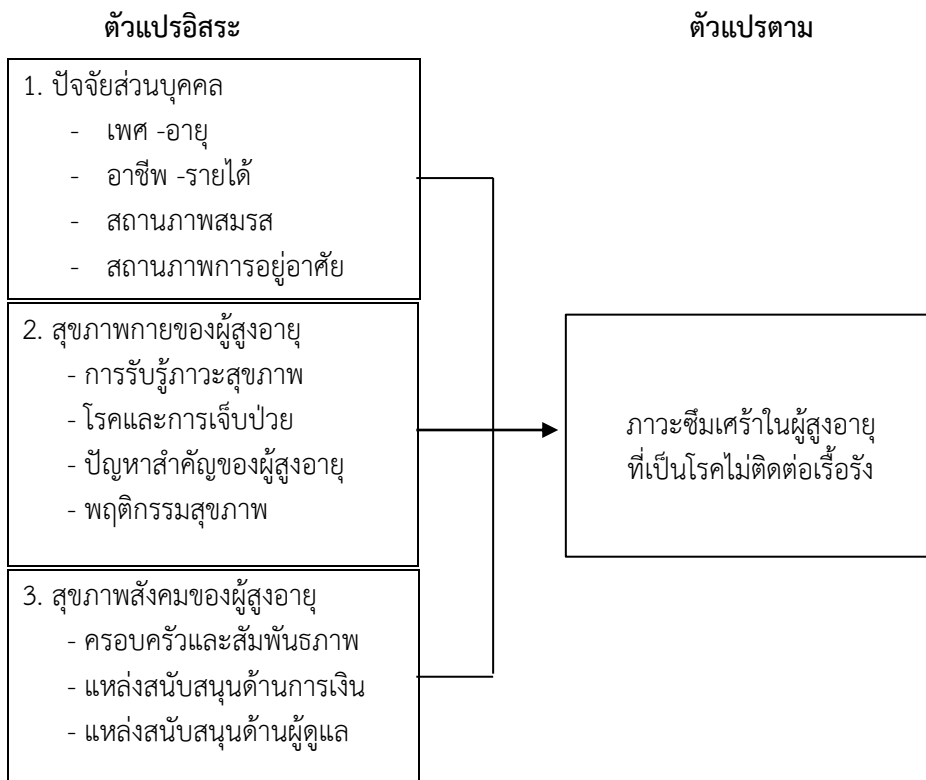 ตัวแปรอิสระ
ตัวแปรตาม
1. ปัจจัยส่วนบุคคล
- เพศ -อายุ
- อาชีพ -รายได้
- สถานภาพสมรส
- สถานภาพการอยู่อาศัย
2. สุขภาพกายของผู้สูงอายุ
- การรับรู้ภาวะสุขภาพ
- โรคและการเจ็บป่วย
- ปัญหาสำคัญของผู้สูงอายุ
- พฤติกรรมสุขภาพ
3. สุขภาพสังคมของผู้สูงอายุ
- ครอบครัวและสัมพันธภาพ
- แหล่งสนับสนุนด้านการเงิน
- แหล่งสนับสนุนด้านผู้ดูแล
ภาวะซึมเศร้าในผู้สูงอายุ
ที่เป็นโรคไม่ติดต่อเรื้อรัง